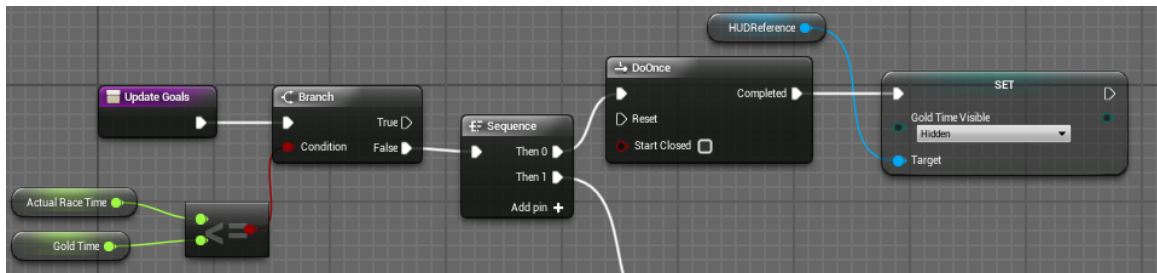 HUDReference
DoOnce
Completed
Reset
Start Closed
SET
Gold Time Visible
Hidden
Target
Update Goals
Branch
True
Condition
False
Sequence
Then 0
Then 1
Add pin +
Actual Race Time
Gold Time
<=